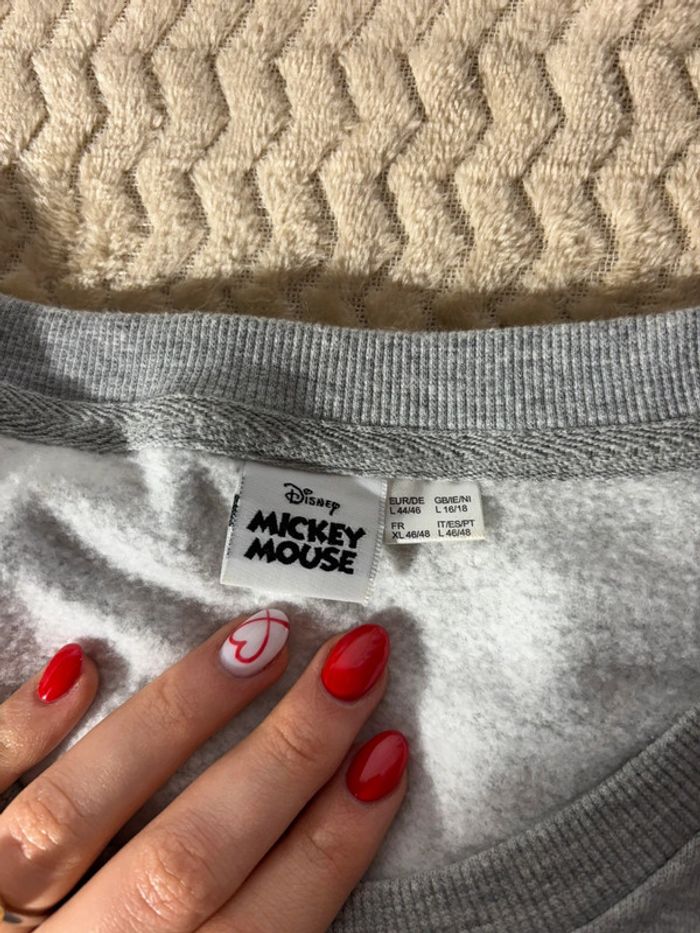 Disney
MICKEY
MOUSE
EUR/DE GB/IE/NI
L 44/46 L 16/18
FR IT/ES/PT
XL 46/48 L 46/48